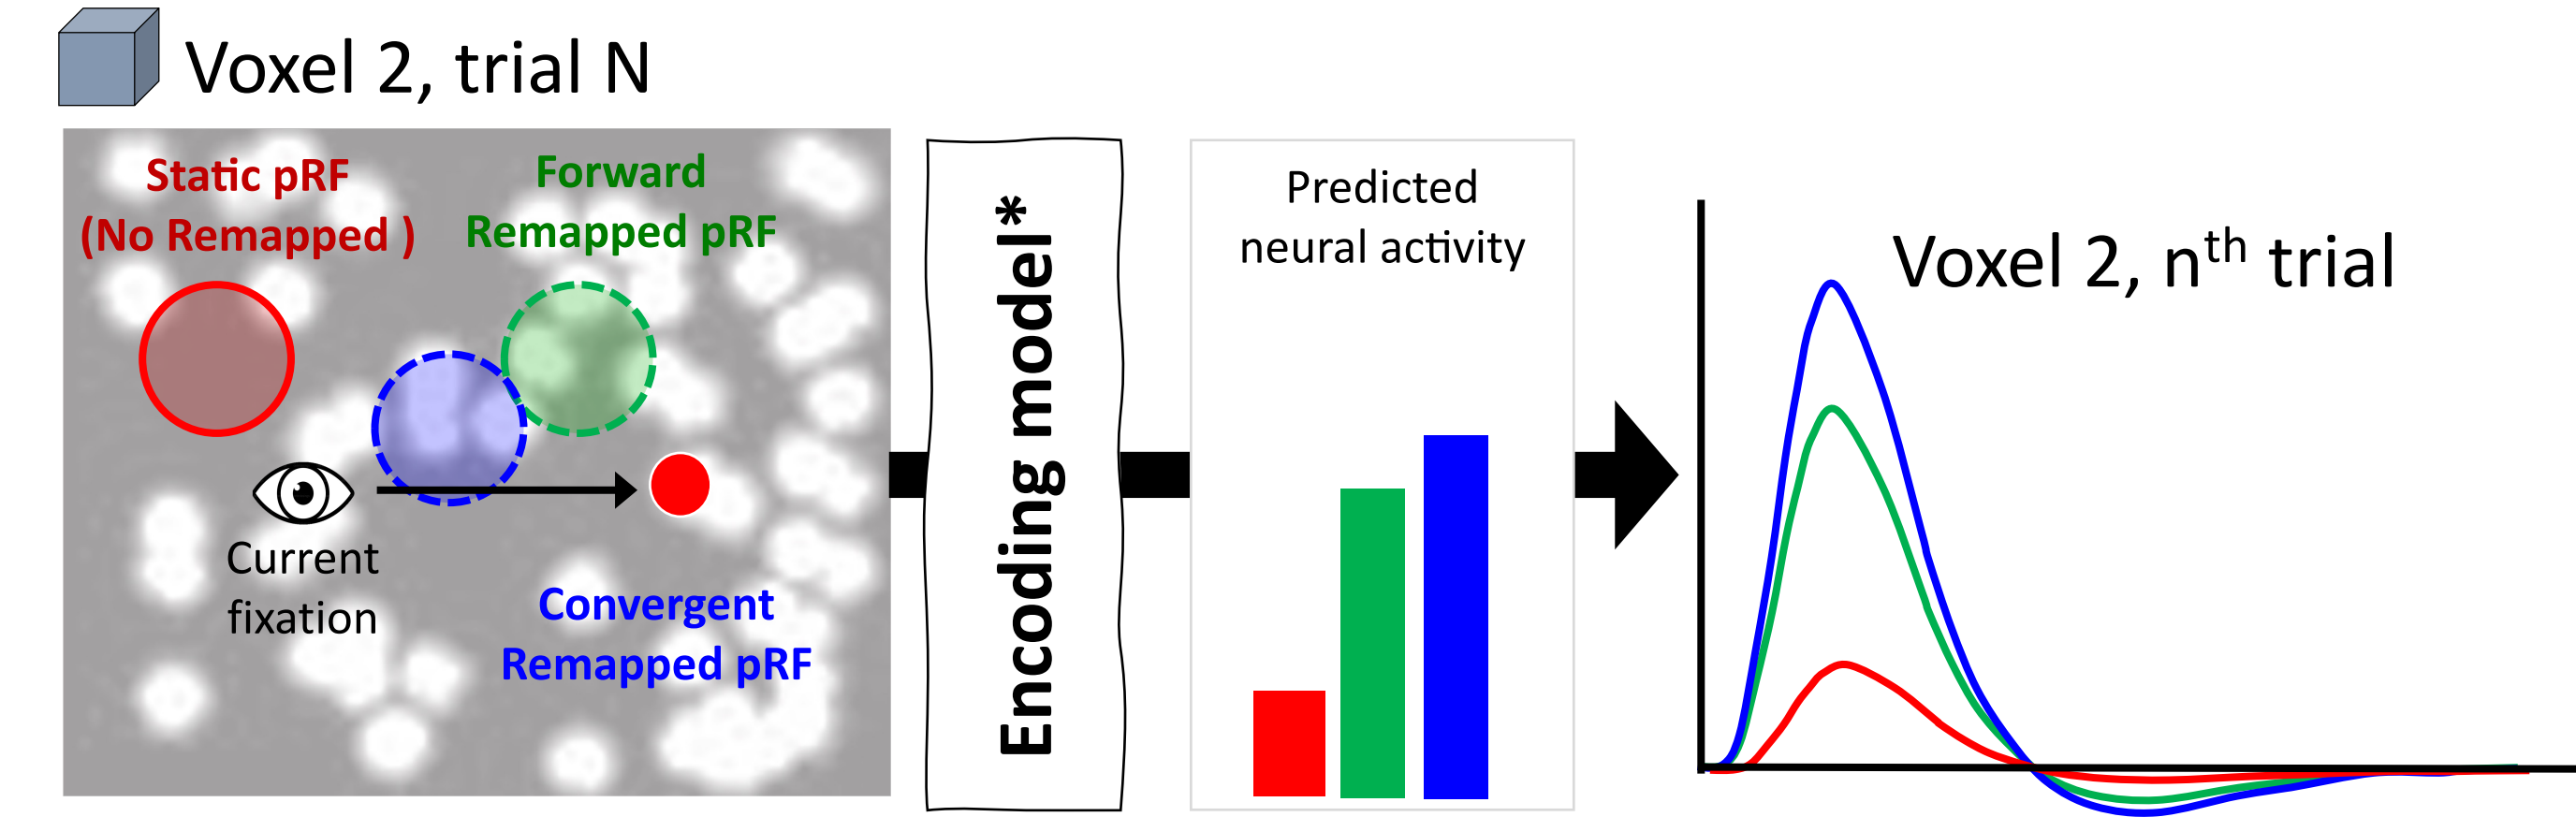 Voxel 2, trial N
Static pRF
(No Remapped )
Forward
Remapped pRF
Current
fixation
Convergent
Remapped pRF
Encoding model*
Predicted
neural activity
Voxel 2, nth trial